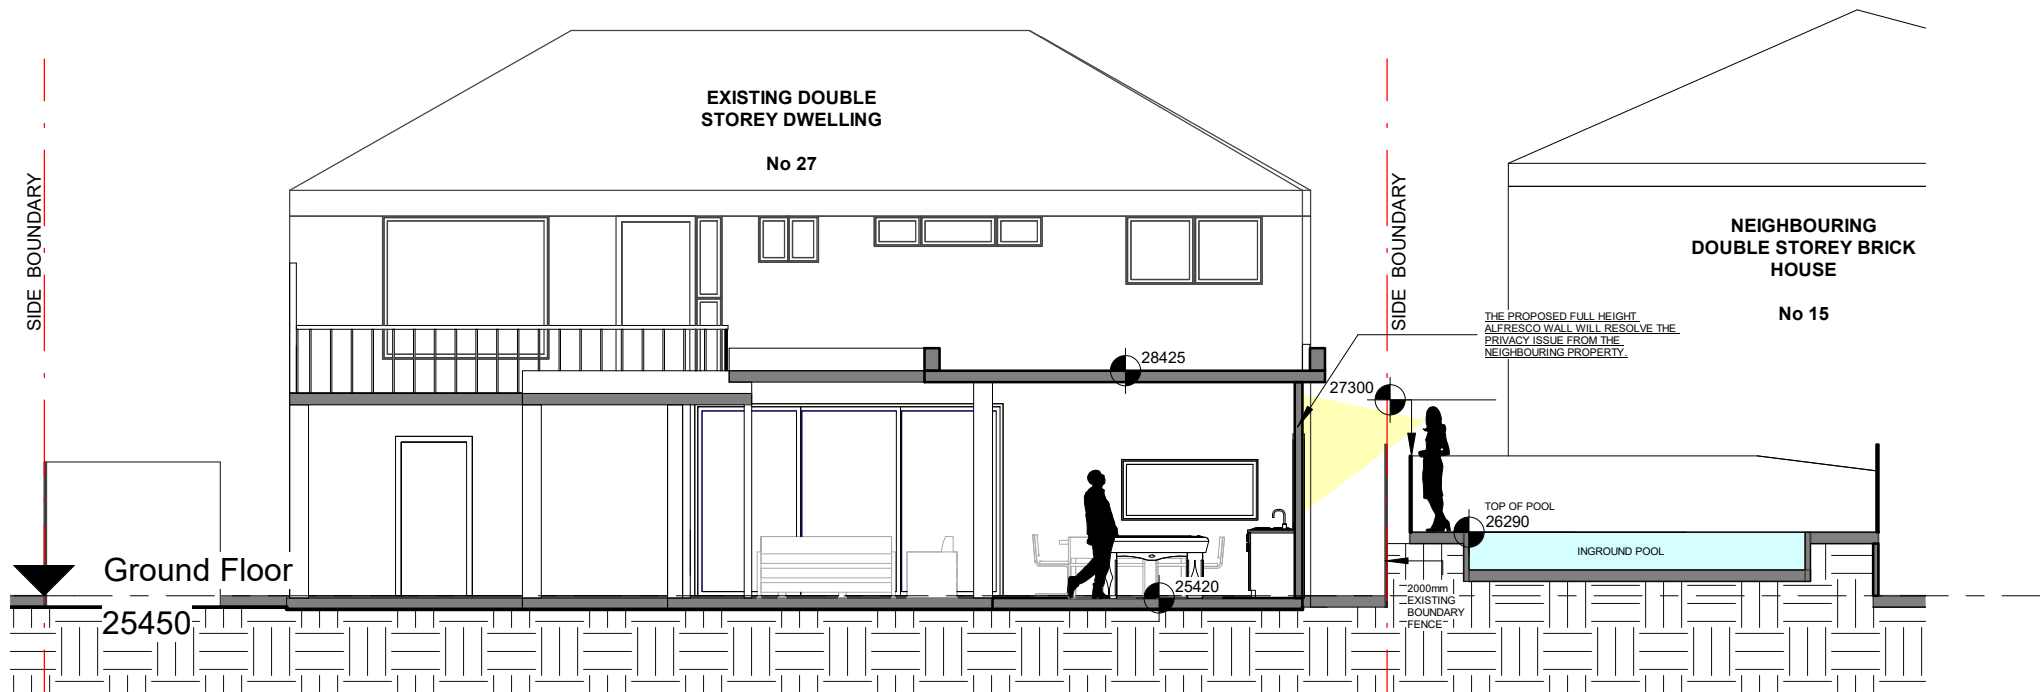 EXISTING DOUBLE
STOREY DWELLING
No 27
SIDE BOUNDARY
SIDE BOUNDARY
NEIGHBOURING
DOUBLE STOREY BRICK
HOUSE
No 15
THE PROPOSED FULL HEIGHT
ALFRESCO WALL WILL RESOLVE THE
PRIVACY ISSUE FROM THE
NEIGHBOURING PROPERTY.
28425
27300
TOP OF POOL
26290
INGROUND POOL
Ground Floor
25450
25420
2000mm
EXISTING
BOUNDARY
FENCE